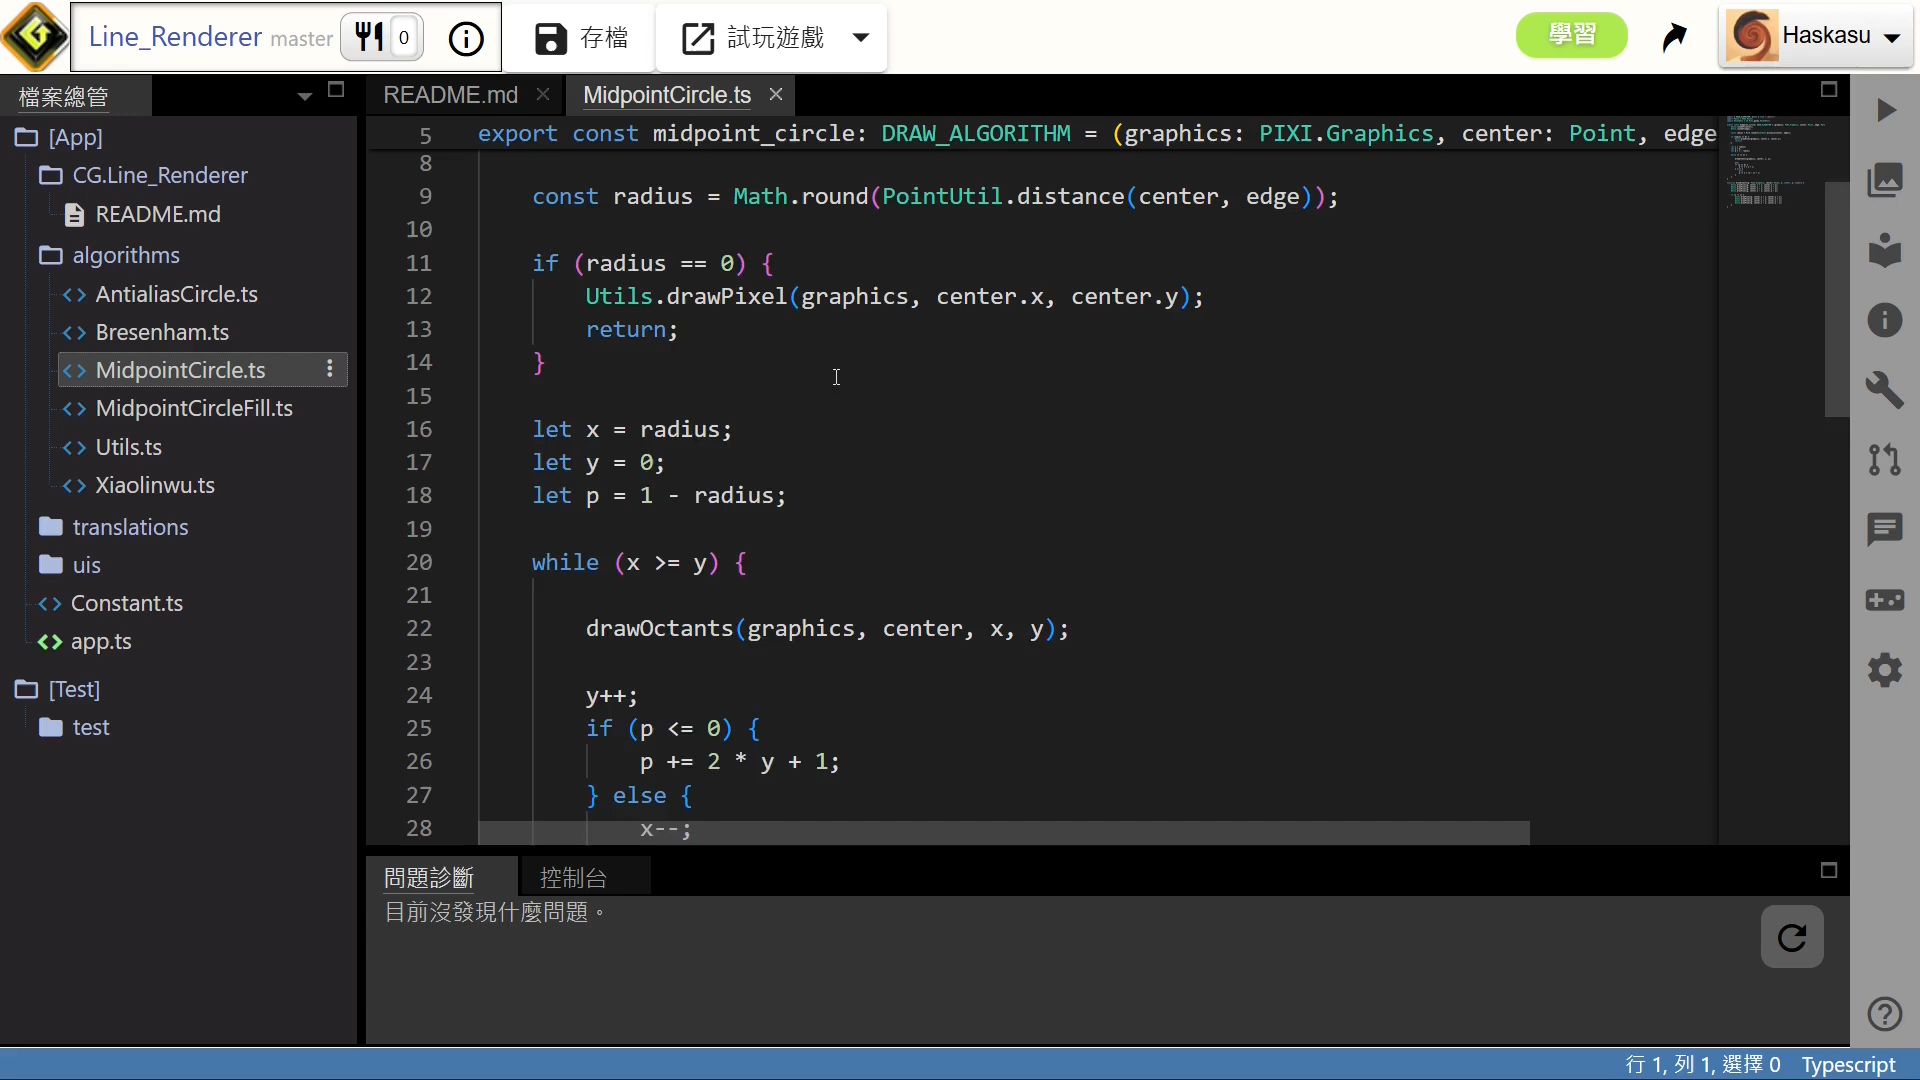 Line_Renderer master 0 存檔 試玩遊戲 學習 Haskasu
檔案總管
[App]
CG.Line_Renderer
README.md
algorithms
AntialiasCircle.ts
Bresenham.ts
MidpointCircle.ts
MidpointCircleFill.ts
Utils.ts
Xiaolinwu.ts
translations
uis
Constant.ts
app.ts
[Test]
test
README.md MidpointCircle.ts
5 export const midpoint_circle: DRAW_ALGORITHM = (graphics: PIXI.Graphics, center: Point, edge
8
9 const radius = Math.round(PointUtil.distance(center, edge));
10
11 if (radius == 0) {
12 Utils.drawPixel(graphics, center.x, center.y);
13 return;
14 }
15
16 let x = radius;
17 let y = 0;
18 let p = 1 - radius;
19
20 while (x >= y) {
21
22 drawOctants(graphics, center, x, y);
23
24 y++;
25 if (p <= 0) {
26 p += 2 * y + 1;
27 } else {
28 x--;
問題診斷 控制台
目前沒發現什麼問題。
行 1, 列 1, 選擇 0 Typescript